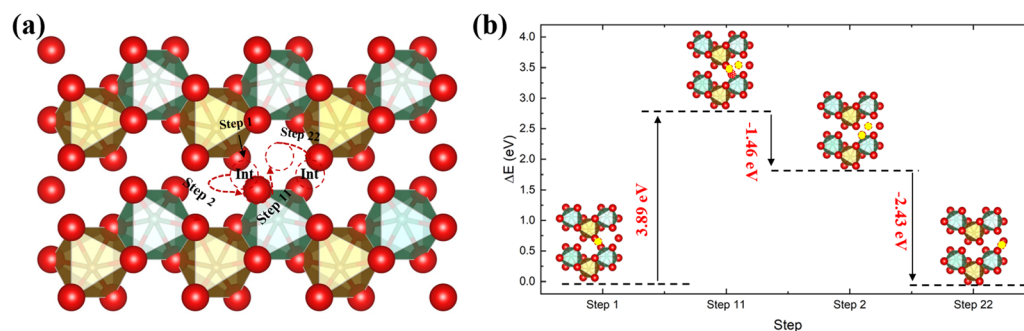 (a)
Step 1
Step 22
Int
Int
Step 2
Step 11
(b)
4.0
3.5
3.0
2.5
2.0
1.5
1.0
0.5
0.0
ΔE (eV)
3.89 eV
-1.46 eV
-2.43 eV
Step 1
Step 11
Step 2
Step 22
Step